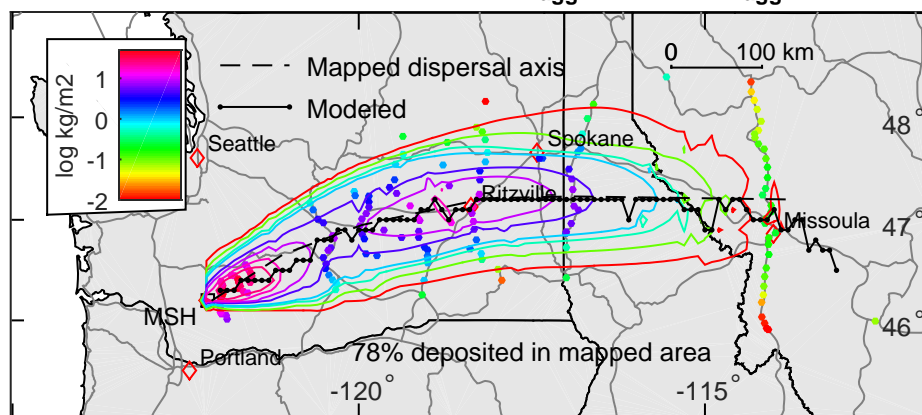 0 100 km
Mapped dispersal axis
Modeled
log kg/m2
1
0
-1
-2
48°
Seattle
Spokane
Ritzville
Missoula
47°
MSH
46°
Portland
78% deposited in mapped area
-120°
-115°